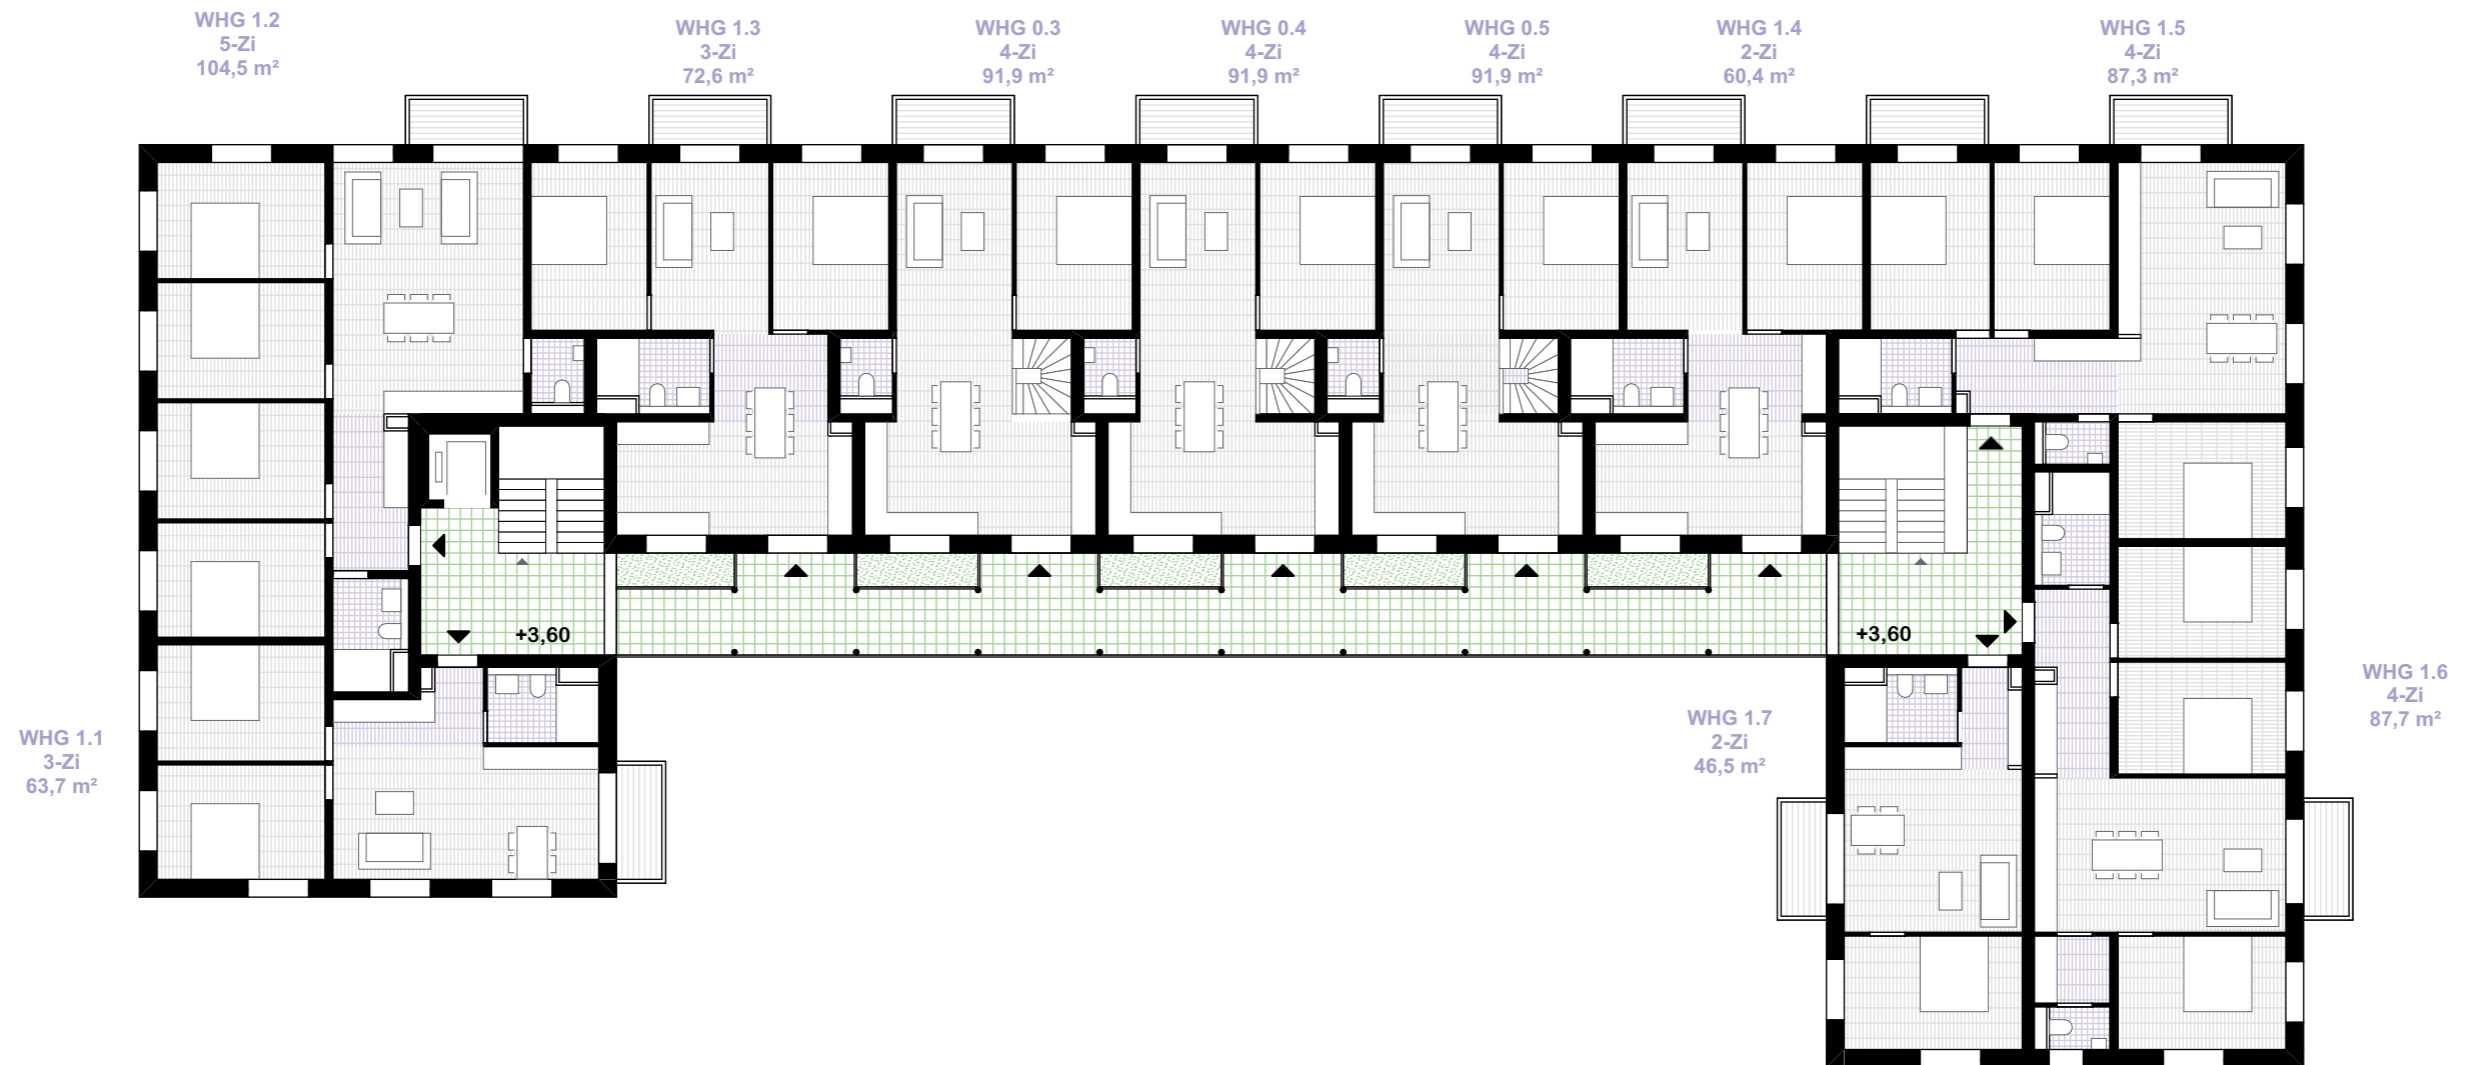 WHG 1.2
5-Zi
104,5 m²
WHG 1.3
3-Zi
72,6 m²
WHG 0.3
4-Zi
91,9 m²
WHG 0.4
4-Zi
91,9 m²
WHG 0.5
4-Zi
91,9 m²
WHG 1.4
2-Zi
60,4 m²
WHG 1.5
4-Zi
87,3 m²
+3,60
+3,60
WHG 1.1
3-Zi
63,7 m²
WHG 1.7
2-Zi
46,5 m²
WHG 1.6
4-Zi
87,7 m²